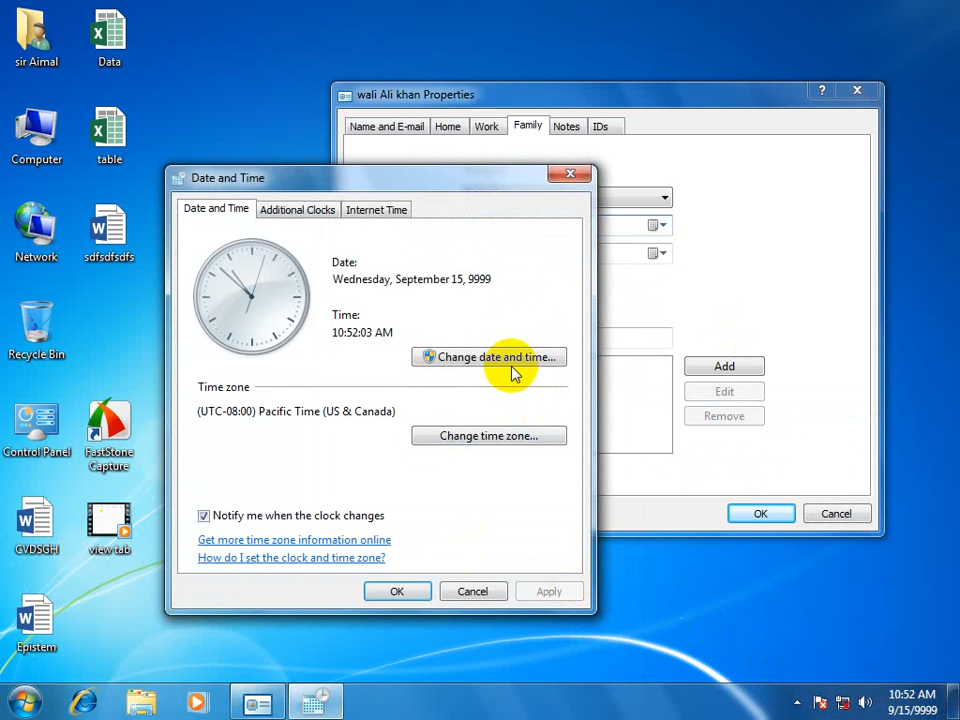 sir Aimal
Data
Computer
table
Network
sdfsdfsdfs
Recycle Bin
Control Panel
FastStone
Capture
CVDSGH
view tab
Epistem
wali Ali khan Properties
?
Name and E-mail
Home
Work
Family
Notes
IDs
Add
Edit
Remove
OK
Cancel
Date and Time
Date and Time
Additional Clocks
Internet Time
Date:
Wednesday, September 15, 9999
Time:
10:52:03 AM
Change date and time...
Time zone
(UTC-08:00) Pacific Time (US & Canada)
Change time zone...
Notify me when the clock changes
Get more time zone information online
How do I set the clock and time zone?
OK
Cancel
Apply
10:52 AM
9/15/9999